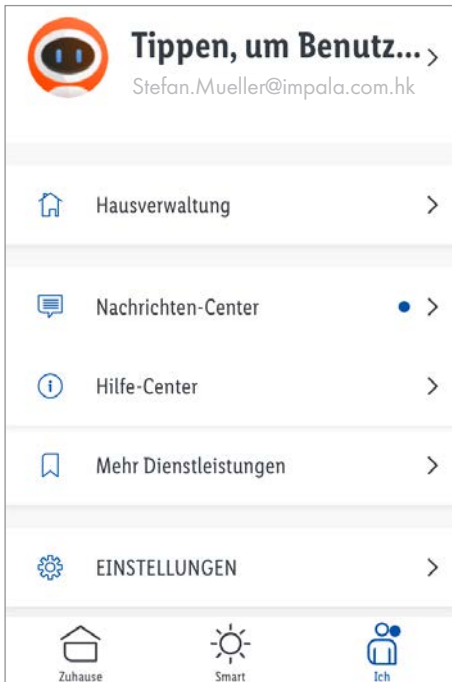 Tippen, um Benutz...
Stefan.Mueller@impala.com.hk
Hausverwaltung
Nachrichten-Center
Hilfe-Center
Mehr Dienstleistungen
EINSTELLUNGEN
Zuhause Smart Ich